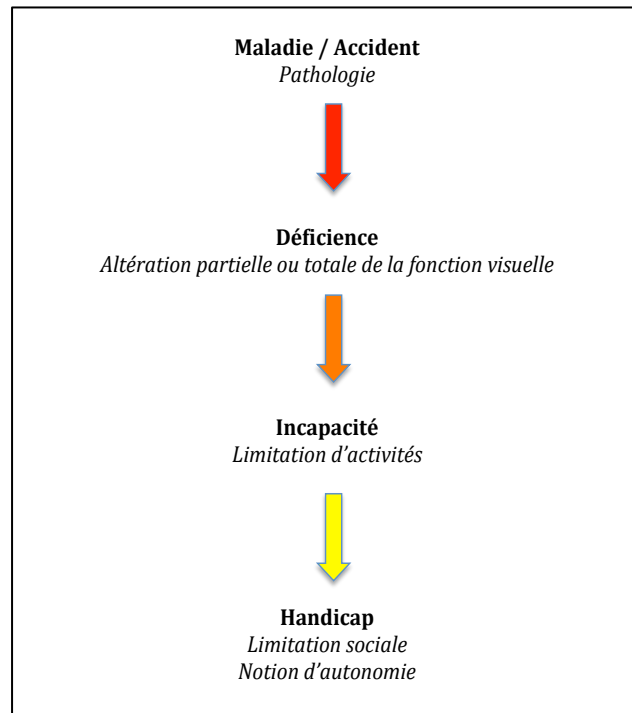 Maladie / Accident
Pathologie
Déficience
Altération partielle ou totale de la fonction visuelle
Incapacité
Limitation d’activités
Handicap
Limitation sociale
Notion d’autonomie